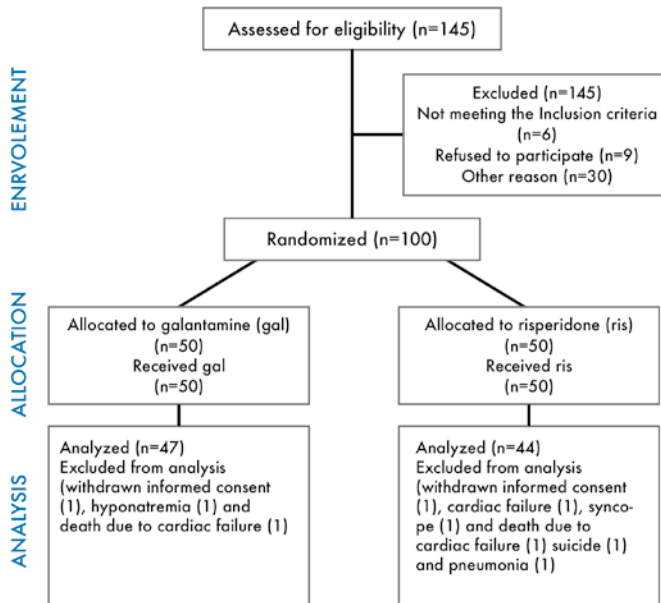 Assessed for eligibility (n=145)
ENRVOLEMENT
Excluded (n=145)
Not meeting the Inclusion criteria
(n=6)
Refused to participate (n=9)
Other reason (n=30)
Randomized (n=100)
ALLOCATION
Allocated to galantamine (gal)
(n=50)
Received gal
(n=50)
Allocated to risperidone (ris)
(n=50)
Received ris
(n=50)
ANALYSIS
Analyzed (n=47)
Excluded from analysis
(withdrawn informed consent
(1), hyponatremia (1) and
death due to cardiac failure (1)
Analyzed (n=44)
Excluded from analysis
(withdrawn informed consent
(1), cardiac failure (1), synco-
pe (1) and death due to
cardiac failure (1) suicide (1)
and pneumonia (1)